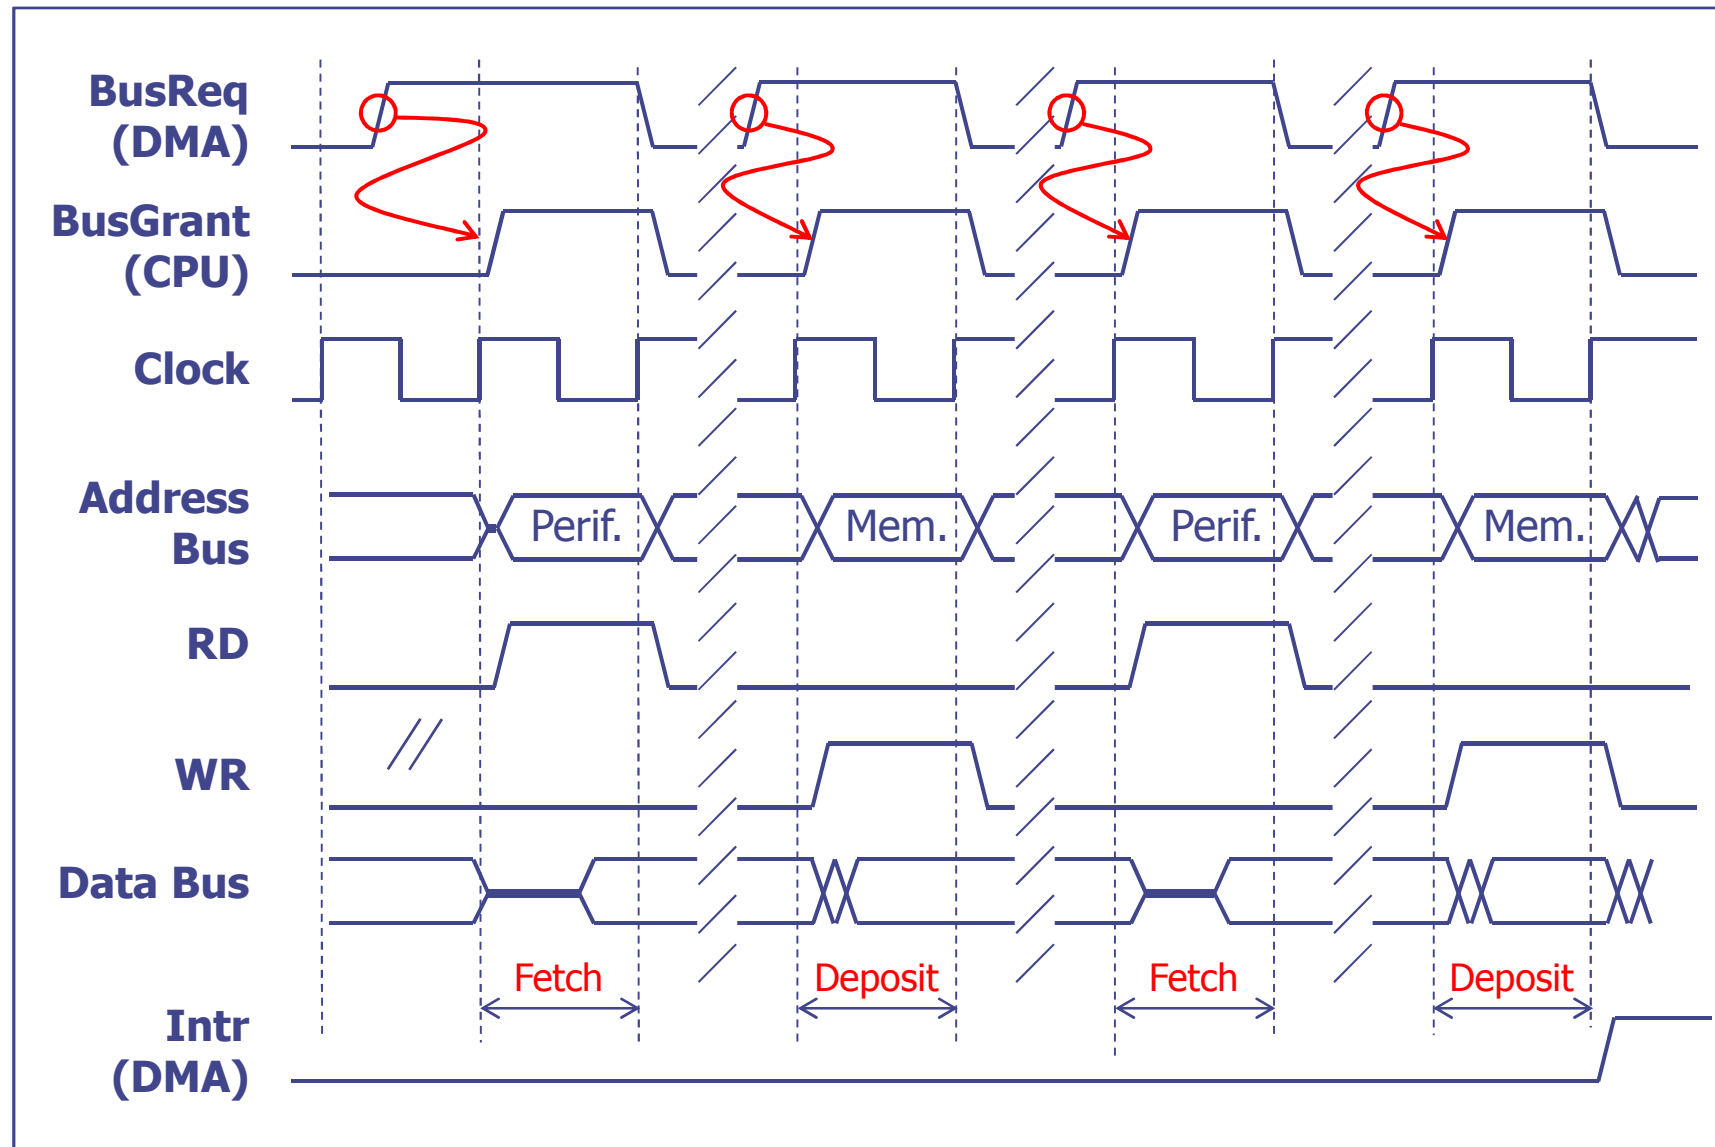 BusReq
(DMA)
BusGrant
(CPU)
Clock
Address
Bus
Perif.
Mem.
Perif.
Mem.
RD
WR
Data Bus
Fetch
Deposit
Fetch
Deposit
Intr
(DMA)